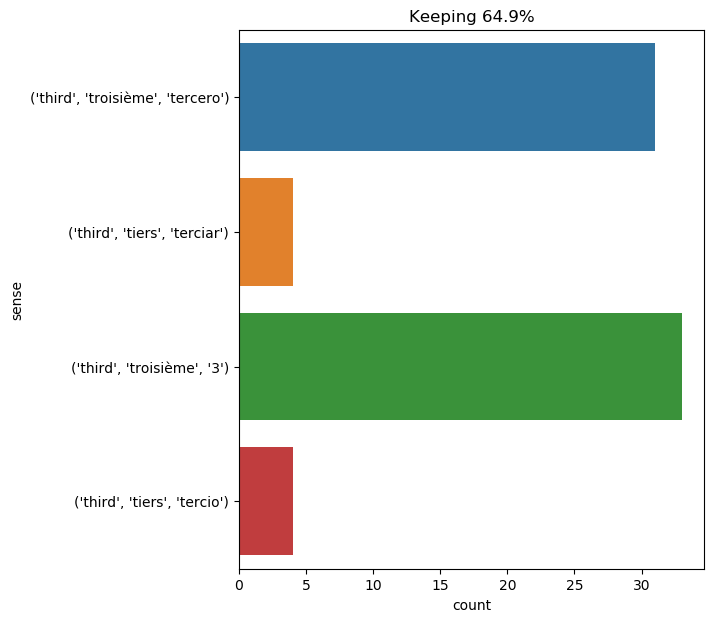 Keeping 64.9%
('third', 'troisième', 'tercero')
('third', 'tiers', 'terciar')
('third', 'troisième', '3')
('third', 'tiers', 'tercio')
sense
0 5 10 15 20 25 30
count